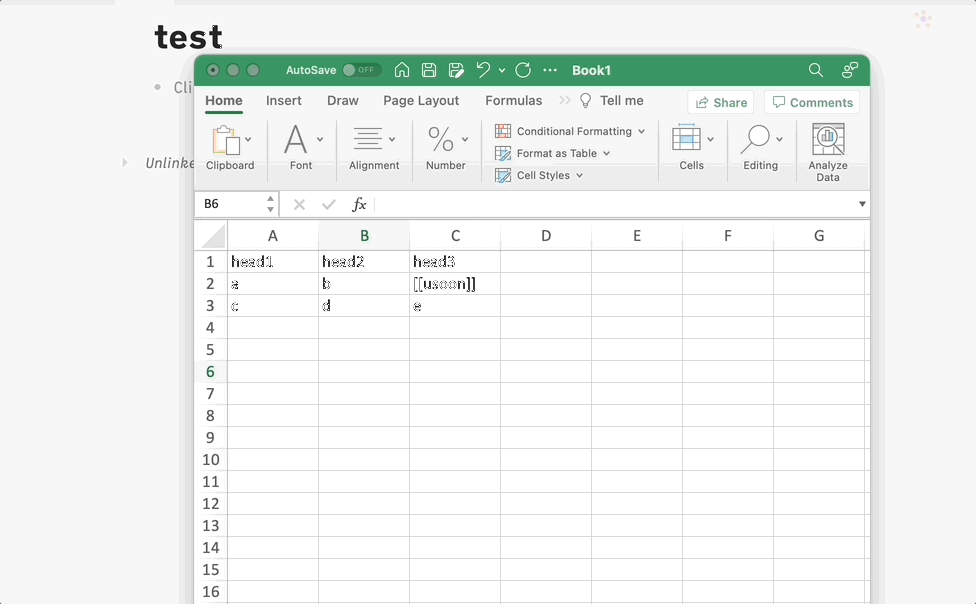 test
Cli
Unlinke
AutoSave OFF Book1
Home Insert Draw Page Layout Formulas Tell me Share Comments
Clipboard Font Alignment Number Conditional Formatting Format as Table Cell Styles Cells Editing Analyze Data
B6 fx
A B C D E F G
1 head1 head2 head3
2 a b [[usoon]]
3 c d e
4
5
6
7
8
9
10
11
12
13
14
15
16